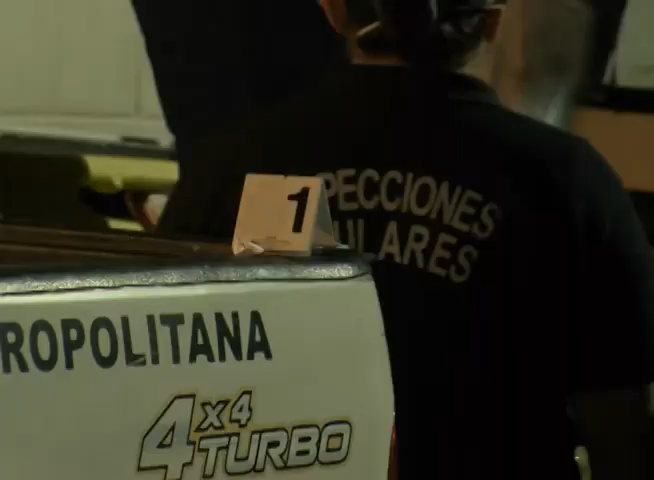 1
PECCIONES
ULARES
ROPOLITANA
4x4
TURBO